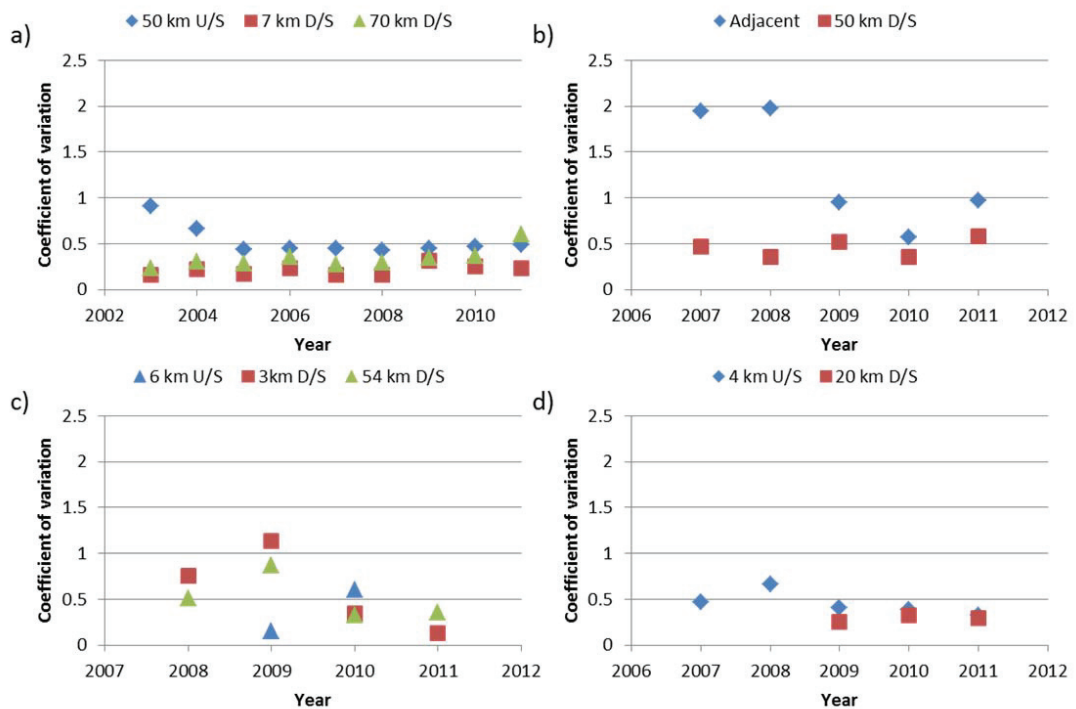 a)
50 km U/S 7 km D/S 70 km D/S
2.5
2
1.5
1
0.5
0
Coefficient of variation
2002 2004 2006 2008 2010
Year
b)
Adjacent 50 km D/S
2.5
2
1.5
1
0.5
0
Coefficient of variation
2006 2007 2008 2009 2010 2011 2012
Year
c)
6 km U/S 3km D/S 54 km D/S
2.5
2
1.5
1
0.5
0
Coefficient of variation
2007 2008 2009 2010 2011 2012
Year
d)
4 km U/S 20 km D/S
2.5
2
1.5
1
0.5
0
Coefficient of variation
2006 2007 2008 2009 2010 2011 2012
Year